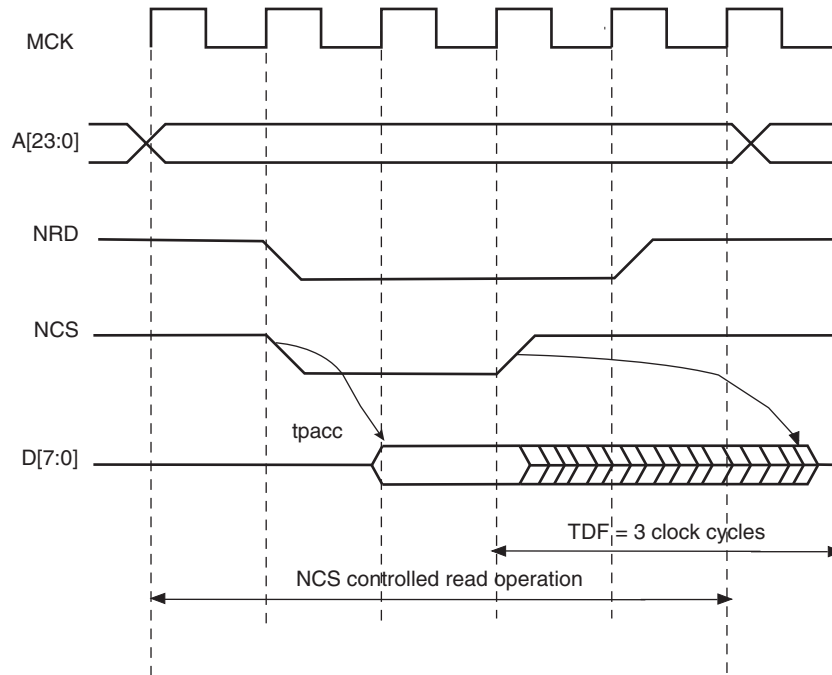 MCK
A[23:0]
NRD
NCS
tpacc
D[7:0]
TDF = 3 clock cycles
NCS controlled read operation